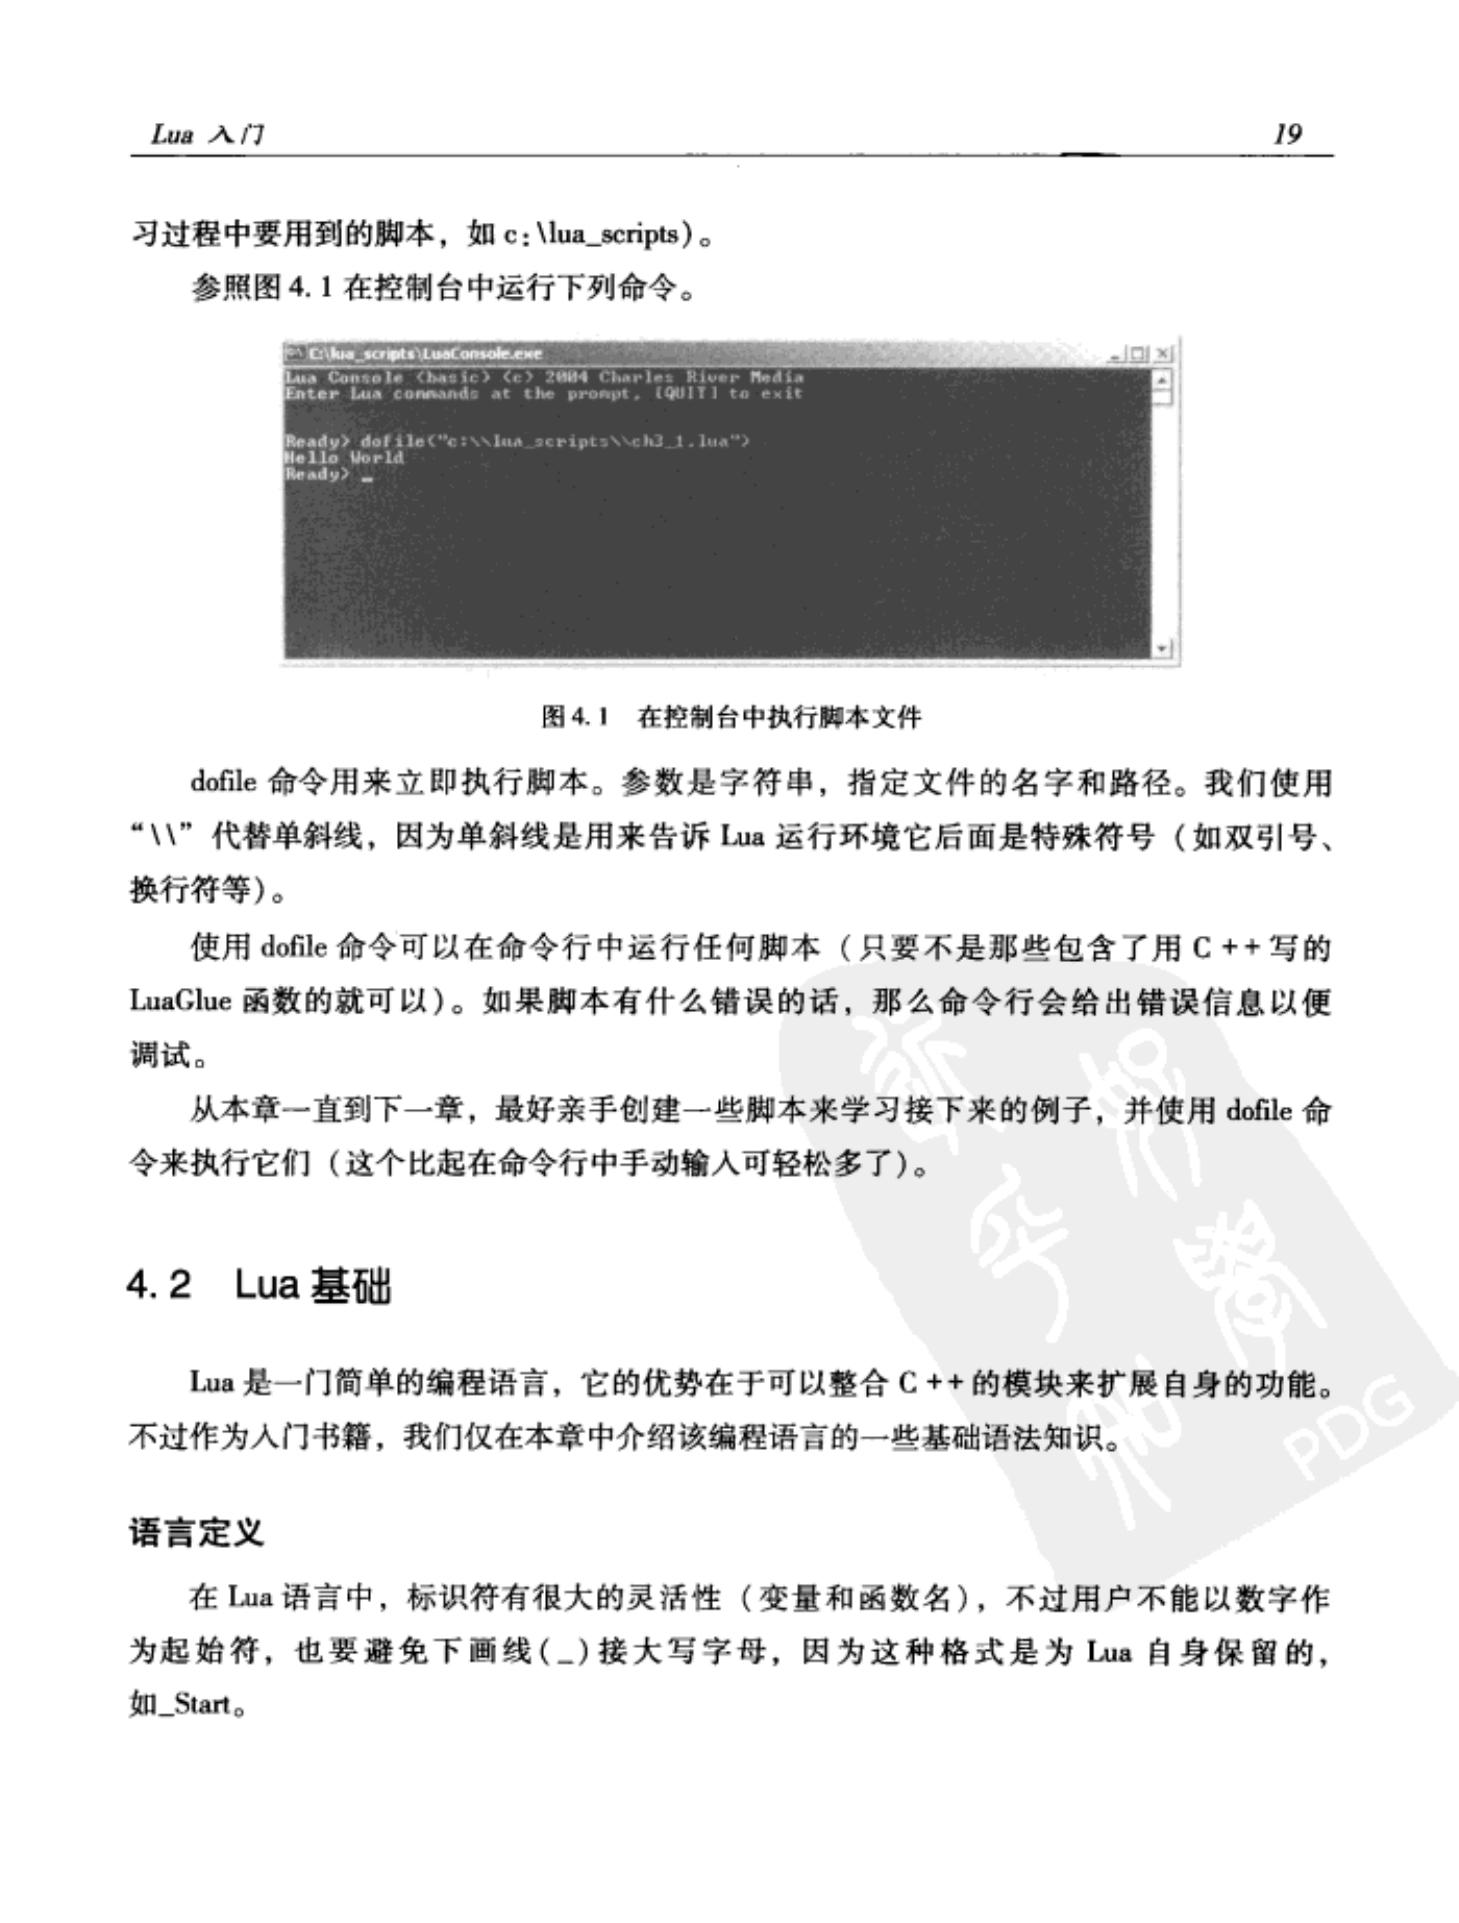 Lua 入门
19
习过程中要用到的脚本，如 c:\lua_scripts)。
参照图 4.1 在控制台中运行下列命令。
C:\lua_scripts\LuaConsole.exe
Lua Console (basic) (c) 2004 Charles River Media
Enter Lua commands at the prompt, [QUIT] to exit
Ready> dofile("c:\\lua_scripts\\ch3_1.lua")
Hello World
Ready> _
图 4.1 在控制台中执行脚本文件
dofile 命令用来立即执行脚本。参数是字符串，指定文件的名字和路径。我们使用
“\\”代替单斜线，因为单斜线是用来告诉 Lua 运行环境它后面是特殊符号（如双引号、
换行符等）。
使用 dofile 命令可以在命令行中运行任何脚本（只要不是那些包含了用 C ++ 写的
LuaGlue 函数的就可以）。如果脚本有什么错误的话，那么命令行会给出错误信息以便
调试。
从本章一直到下一章，最好亲手创建一些脚本来学习接下来的例子，并使用 dofile 命
令来执行它们（这个比起在命令行中手动输入可轻松多了）。
4.2 Lua 基础
Lua 是一门简单的编程语言，它的优势在于可以整合 C ++ 的模块来扩展自身的功能。
不过作为入门书籍，我们仅在本章中介绍该编程语言的一些基础语法知识。
PDG
语言定义
在 Lua 语言中，标识符有很大的灵活性（变量和函数名），不过用户不能以数字作
为起始符，也要避免下画线(_)接大写字母，因为这种格式是为 Lua 自身保留的，
如_Start。